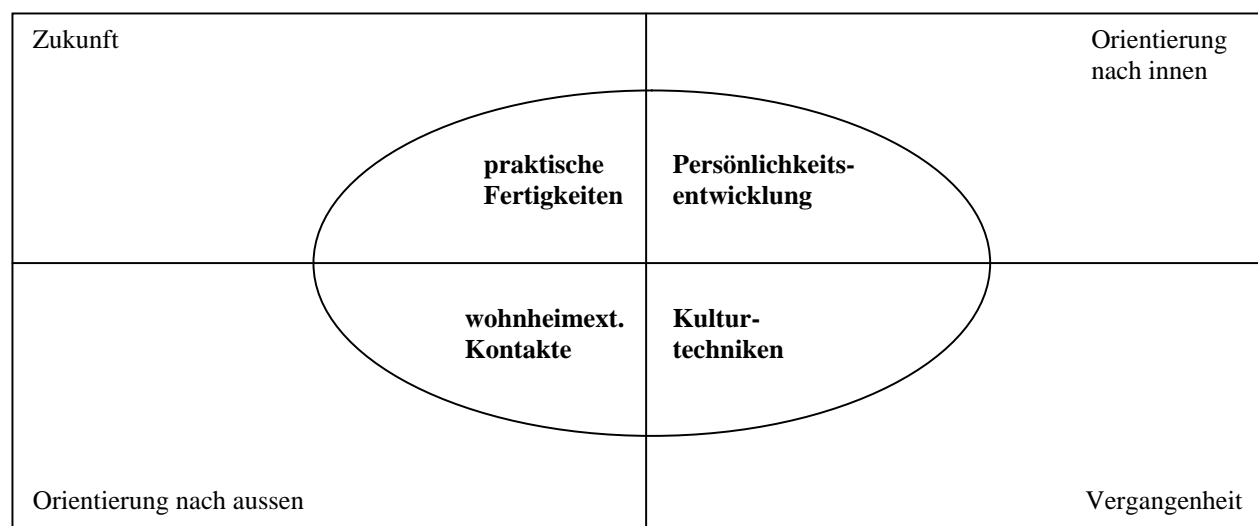 Zukunft
Orientierung
nach innen
praktische
Fertigkeiten
Persönlichkeits-
entwicklung
wohnheimext.
Kontakte
Kultur-
techniken
Orientierung nach aussen
Vergangenheit